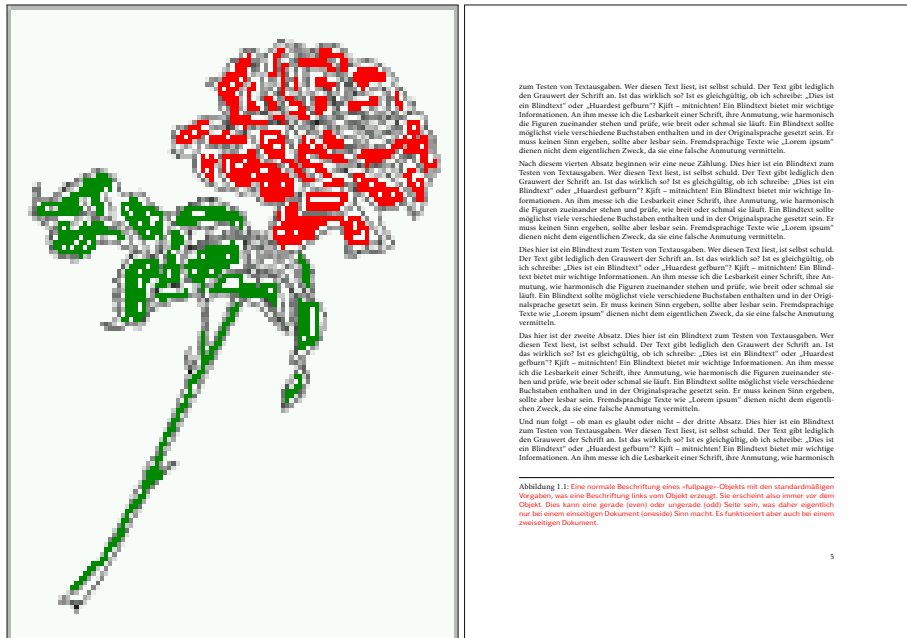 zum Testen von Textausgaben. Wer diesen Text liest, ist selbst schuld. Der Text gibt lediglich
den Grauwert der Schrift an. Ist das wirklich so? Ist es gleichgültig, ob ich schreibe: „Dies ist
ein Blindtext“ oder „Huardest gefburn“? Kjift – mitnichten! Ein Blindtext bietet mir wichtige
Informationen. An ihm messe ich die Lesbarkeit einer Schrift, ihre Anmutung, wie harmonisch
die Figuren zueinander stehen und prüfe, wie breit oder schmal sie läuft. Ein Blindtext sollte
möglichst viele verschiedene Buchstaben enthalten und in der Originalsprache gesetzt sein. Er
muss keinen Sinn ergeben, sollte aber lesbar sein. Fremdsprachige Texte wie „Lorem ipsum“
dienen nicht dem eigentlichen Zweck, da sie eine falsche Anmutung vermitteln.
Nach diesem vierten Absatz beginnen wir eine neue Zählung. Dies hier ist ein Blindtext zum
Testen von Textausgaben. Wer diesen Text liest, ist selbst schuld. Der Text gibt lediglich den
Grauwert der Schrift an. Ist das wirklich so? Ist es gleichgültig, ob ich schreibe: „Dies ist ein
Blindtext“ oder „Huardest gefburn“? Kjift – mitnichten! Ein Blindtext bietet mir wichtige In-
formationen. An ihm messe ich die Lesbarkeit einer Schrift, ihre Anmutung, wie harmonisch
die Figuren zueinander stehen und prüfe, wie breit oder schmal sie läuft. Ein Blindtext sollte
möglichst viele verschiedene Buchstaben enthalten und in der Originalsprache gesetzt sein. Er
muss keinen Sinn ergeben, sollte aber lesbar sein. Fremdsprachige Texte wie „Lorem ipsum“
dienen nicht dem eigentlichen Zweck, da sie eine falsche Anmutung vermitteln.
Dies hier ist ein Blindtext zum Testen von Textausgaben. Wer diesen Text liest, ist selbst schuld.
Der Text gibt lediglich den Grauwert der Schrift an. Ist das wirklich so? Ist es gleichgültig, ob
ich schreibe: „Dies ist ein Blindtext“ oder „Huardest gefburn“? Kjift – mitnichten! Ein Blind-
text bietet mir wichtige Informationen. An ihm messe ich die Lesbarkeit einer Schrift, ihre An-
mutung, wie harmonisch die Figuren zueinander stehen und prüfe, wie breit oder schmal sie
läuft. Ein Blindtext sollte möglichst viele verschiedene Buchstaben enthalten und in der Origi-
nalsprache gesetzt sein. Er muss keinen Sinn ergeben, sollte aber lesbar sein. Fremdsprachige
Texte wie „Lorem ipsum“ dienen nicht dem eigentlichen Zweck, da sie eine falsche Anmutung
vermitteln.
Das hier ist der zweite Absatz. Dies hier ist ein Blindtext zum Testen von Textausgaben. Wer
diesen Text liest, ist selbst schuld. Der Text gibt lediglich den Grauwert der Schrift an. Ist
das wirklich so? Ist es gleichgültig, ob ich schreibe: „Dies ist ein Blindtext“ oder „Huardest
gefburn“? Kjift – mitnichten! Ein Blindtext bietet mir wichtige Informationen. An ihm messe
ich die Lesbarkeit einer Schrift, ihre Anmutung, wie harmonisch die Figuren zueinander ste-
hen und prüfe, wie breit oder schmal sie läuft. Ein Blindtext sollte möglichst viele verschiedene
Buchstaben enthalten und in der Originalsprache gesetzt sein. Er muss keinen Sinn ergeben,
sollte aber lesbar sein. Fremdsprachige Texte wie „Lorem ipsum“ dienen nicht dem eigentli-
chen Zweck, da sie eine falsche Anmutung vermitteln.
Und nun folgt – ob man es glaubt oder nicht – der dritte Absatz. Dies hier ist ein Blindtext
zum Testen von Textausgaben. Wer diesen Text liest, ist selbst schuld. Der Text gibt lediglich
den Grauwert der Schrift an. Ist das wirklich so? Ist es gleichgültig, ob ich schreibe: „Dies ist
ein Blindtext“ oder „Huardest gefburn“? Kjift – mitnichten! Ein Blindtext bietet mir wichtige
Informationen. An ihm messe ich die Lesbarkeit einer Schrift, ihre Anmutung, wie harmonisch
Abbildung 1.1: Eine normale Beschriftung eines »fullpage«-Objekts mit den standardmäßigen
Vorgaben, was eine Beschriftung links vom Objekt erzeugt. Sie erscheint also immer vor dem
Objekt. Dies kann eine gerade (even) oder ungerade (odd) Seite sein, was daher eigentlich
nur bei einem einseitigen Dokument (oneside) Sinn macht. Es funktioniert aber auch bei einem
zweiseitigen Dokument.
5